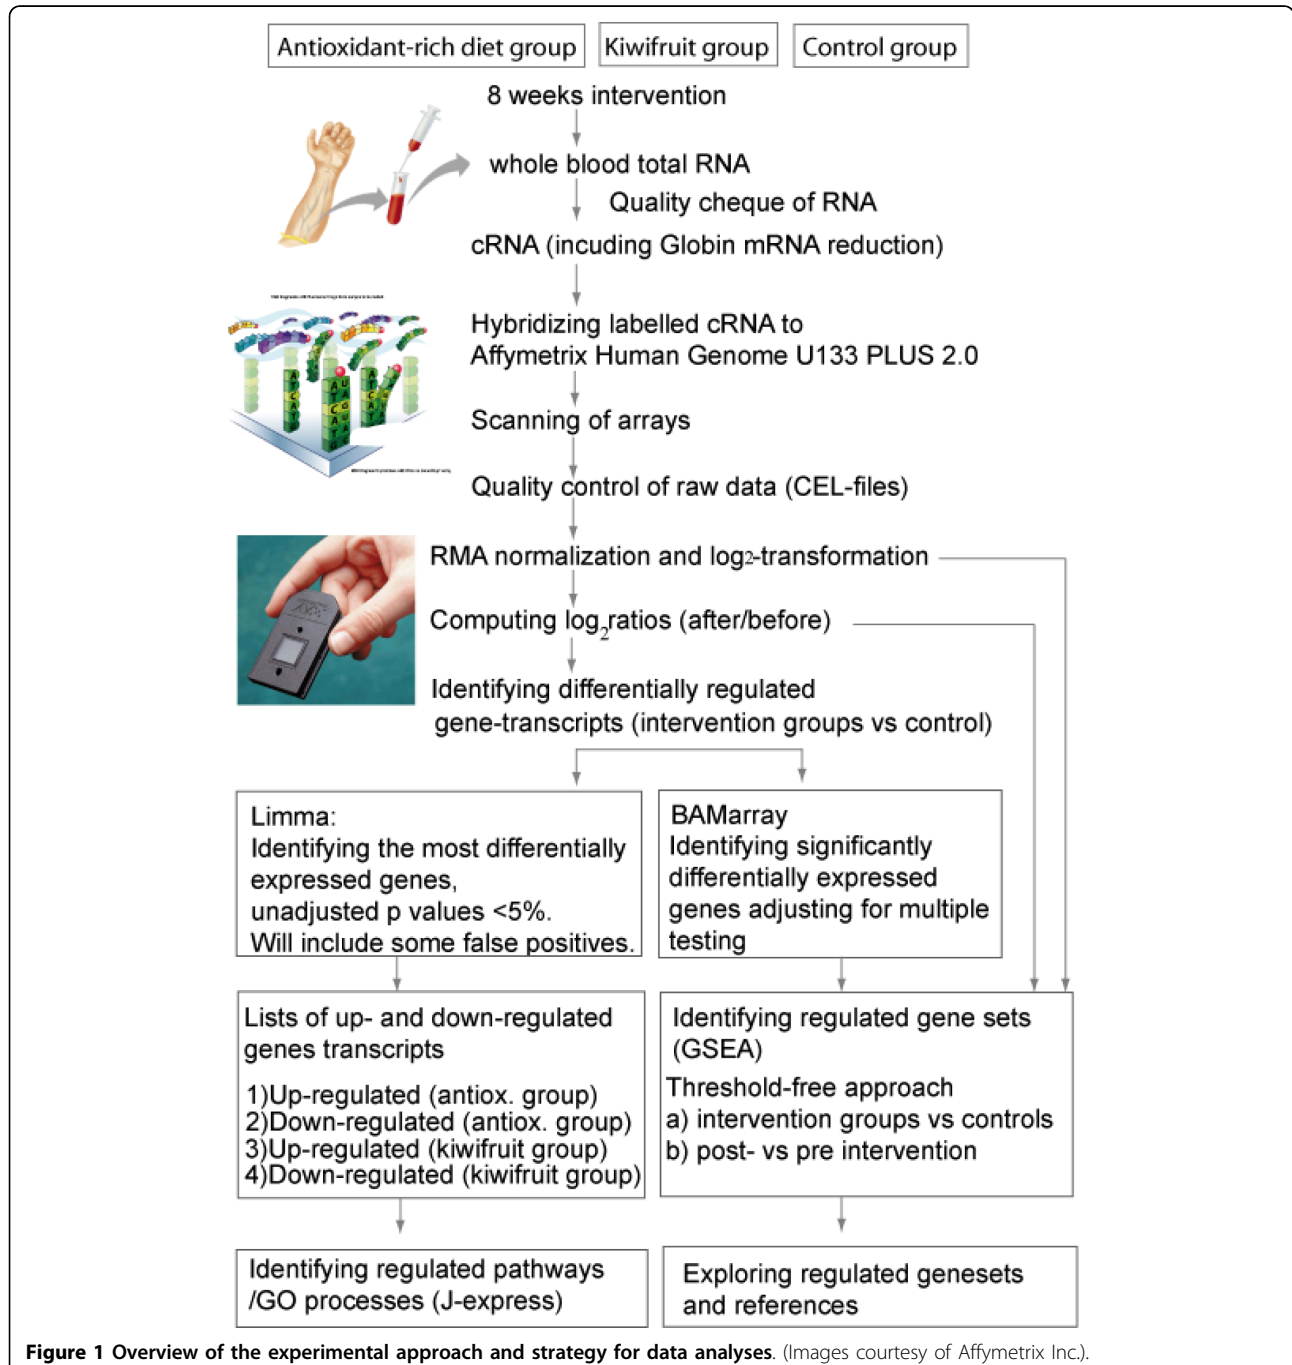 Antioxidant-rich diet group
Kiwifruit group
Control group
8 weeks intervention
whole blood total RNA
Quality cheque of RNA
cRNA (incuding Globin mRNA reduction)
Hybridizing labelled cRNA to
Affymetrix Human Genome U133 PLUS 2.0
Scanning of arrays
Quality control of raw data (CEL-files)
RMA normalization and log2-transformation
Computing log2ratios (after/before)
Identifying differentially regulated
gene-transcripts (intervention groups vs control)
Limma:
Identifying the most differentially
expressed genes,
unadjusted p values <5%.
Will include some false positives.
BAMarray
Identifying significantly
differentially expressed
genes adjusting for multiple
testing
Lists of up- and down-regulated
genes transcripts
1)Up-regulated (antiox. group)
2)Down-regulated (antiox. group)
3)Up-regulated (kiwifruit group)
4)Down-regulated (kiwifruit group)
Identifying regulated gene sets
(GSEA)
Threshold-free approach
a) intervention groups vs controls
b) post- vs pre intervention
Identifying regulated pathways
/GO processes (J-express)
Exploring regulated genesets
and references
Figure 1 Overview of the experimental approach and strategy for data analyses. (Images courtesy of Affymetrix Inc.).